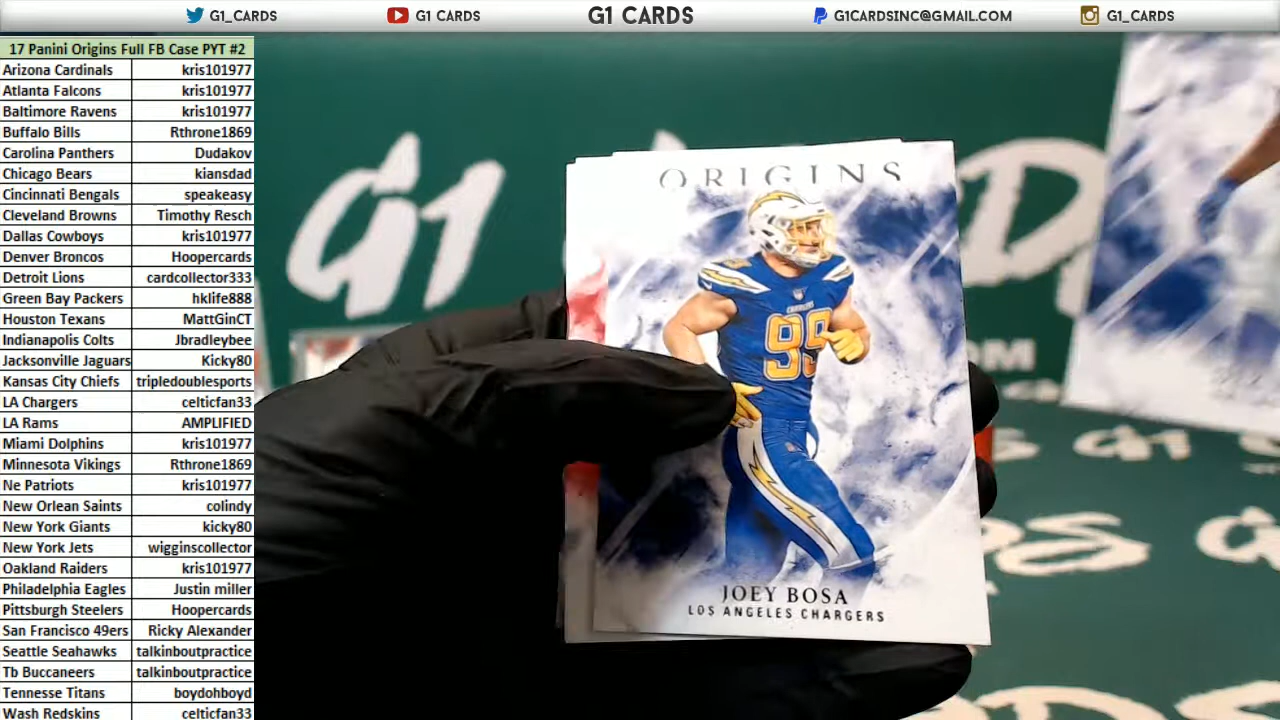 G1_CARDS G1 CARDS G1 CARDS G1CARDSINC@GMAIL.COM G1_CARDS
17 Panini Origins Full FB Case PYT #2
Arizona Cardinals kris101977
Atlanta Falcons kris101977
Baltimore Ravens kris101977
Buffalo Bills Rthrone1869
Carolina Panthers Dudakov
Chicago Bears kiansdad
Cincinnati Bengals speakeasy
Cleveland Browns Timothy Resch
Dallas Cowboys kris101977
Denver Broncos Hoopercards
Detroit Lions cardcollector333
Green Bay Packers hklife888
Houston Texans MattGinCT
Indianapolis Colts Jbradleybee
Jacksonville Jaguars Kicky80
Kansas City Chiefs tripledoublesports
LA Chargers celticfan33
LA Rams AMPLIFIED
Miami Dolphins kris101977
Minnesota Vikings Rthrone1869
Ne Patriots kris101977
New Orlean Saints colindy
New York Giants kicky80
New York Jets wigginscollector
Oakland Raiders kris101977
Philadelphia Eagles Justin miller
Pittsburgh Steelers Hoopercards
San Francisco 49ers Ricky Alexander
Seattle Seahawks talkinboutpractice
Tb Buccaneers talkinboutpractice
Tennesse Titans boydohboyd
Wash Redskins celticfan33
G1
ORIGINS
CHARGERS
99
JOEY BOSA
LOS ANGELES CHARGERS
G1